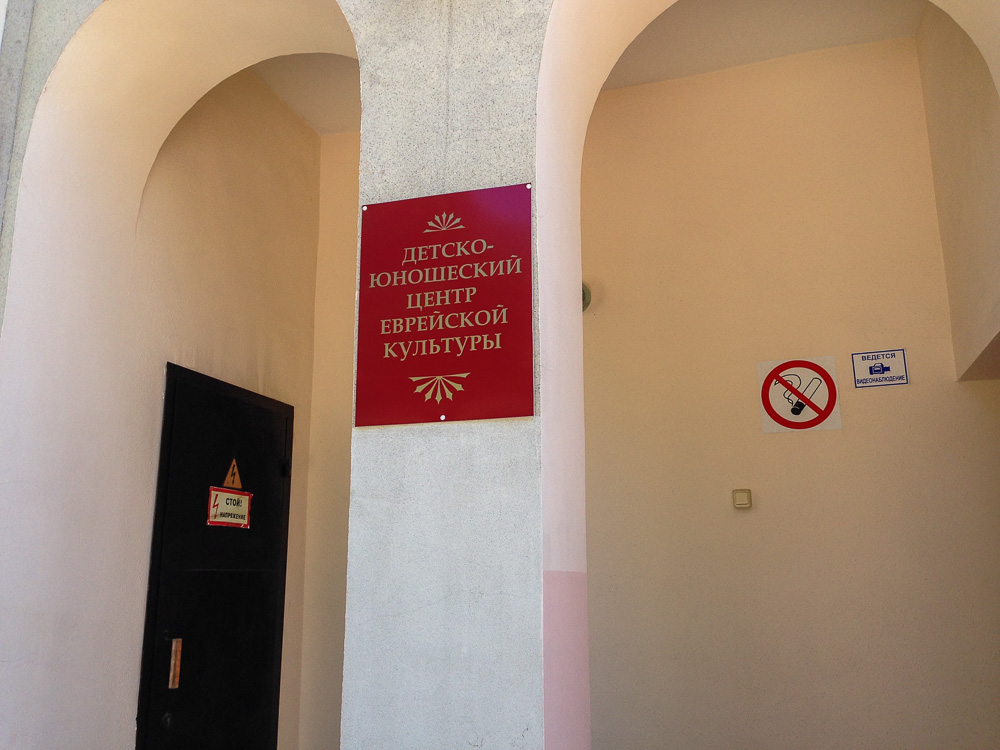 ДЕТСКО-
ЮНОШЕСКИЙ
ЦЕНТР
ЕВРЕЙСКОЙ
КУЛЬТУРЫ
СТОЙ!
НАПРЯЖЕНИЕ
ВЕДЕТСЯ
ВИДЕОНАБЛЮДЕНИЕ